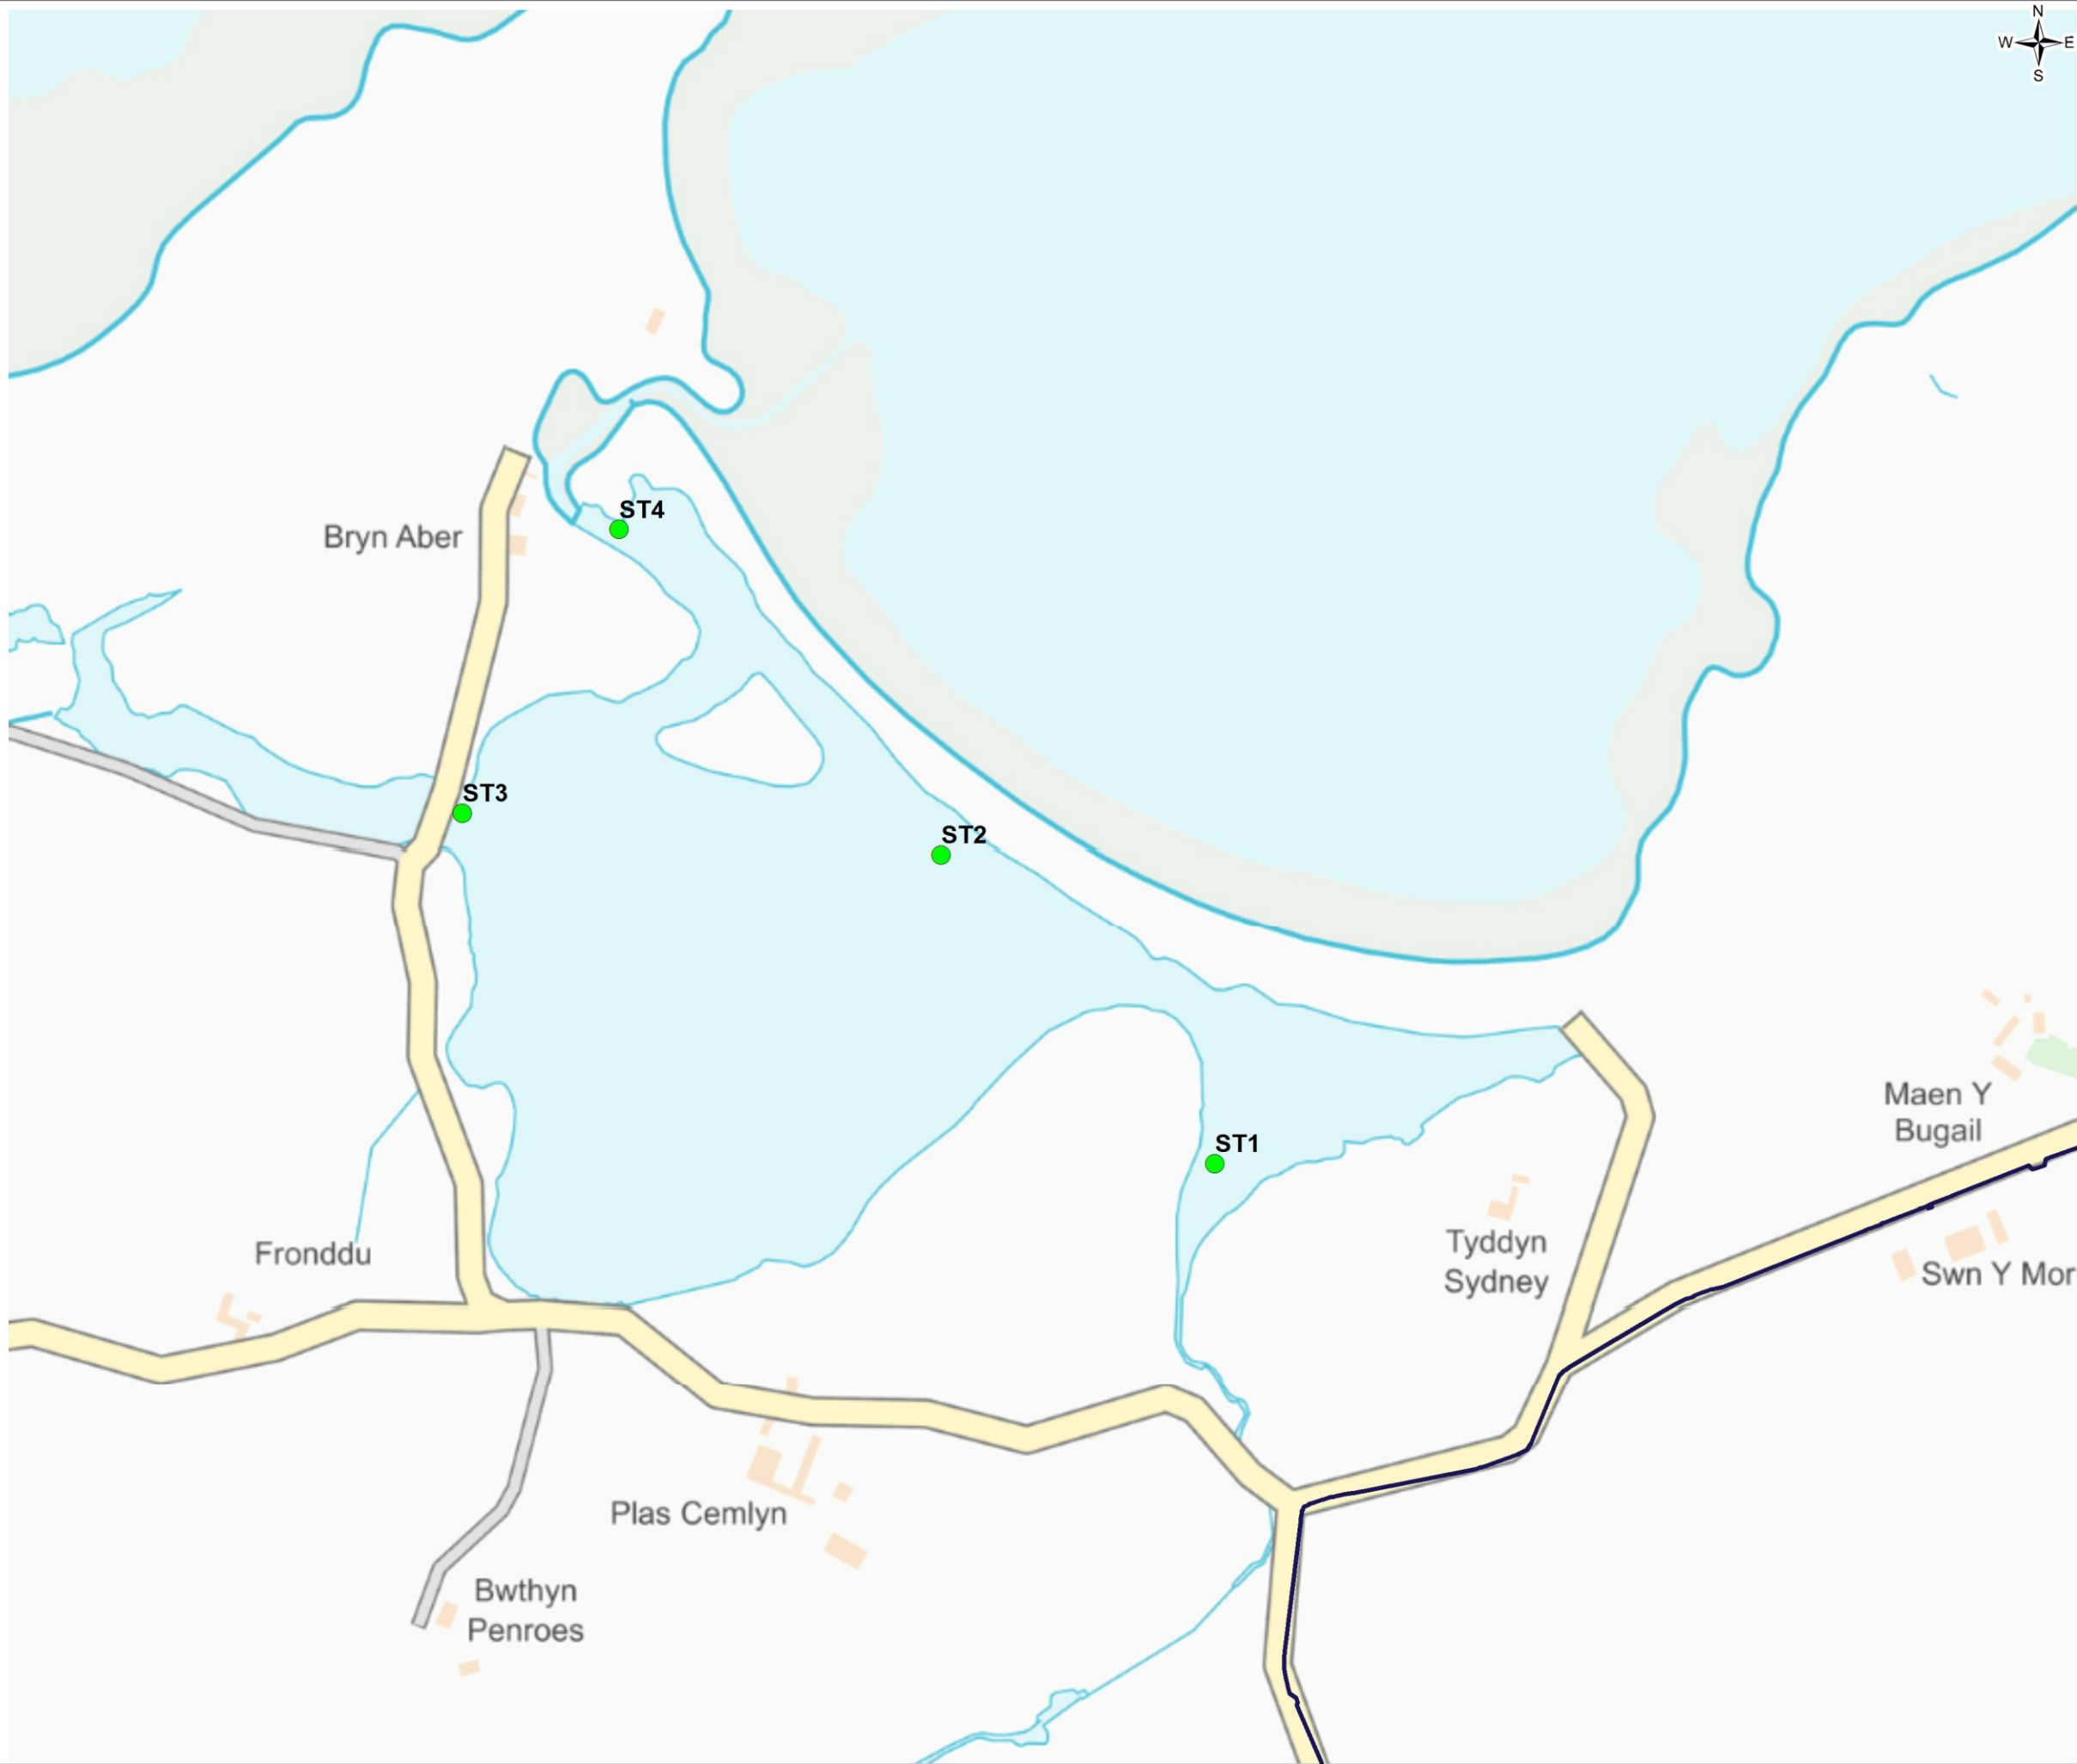 N
W E
S
ST4
Bryn Aber
ST3
ST2
Maen Y
Bugail
ST1
Tyddyn
Sydney
Fronddu
Swn Y Mor
Plas Cemlyn
Bwthyn
Penroes